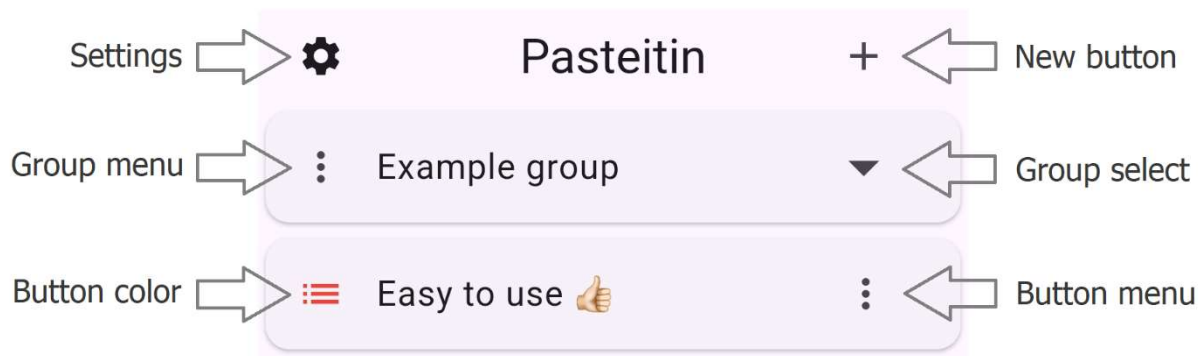 Settings
Pasteitin
New button
Group menu
Example group
Group select
Button color
Easy to use 👍
Button menu